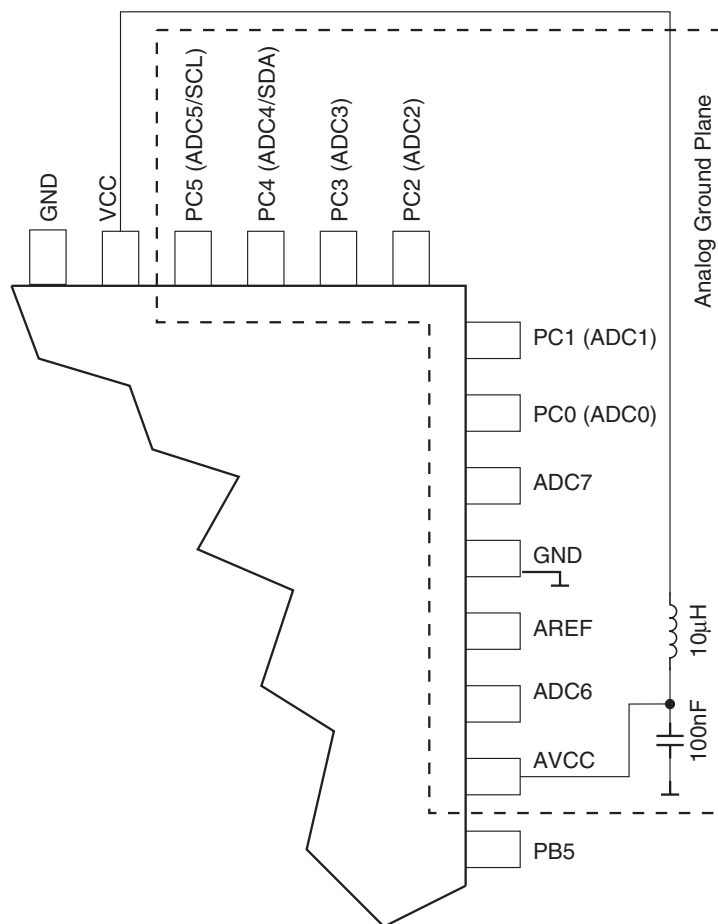 GND
VCC
PC5 (ADC5/SCL)
PC4 (ADC4/SDA)
PC3 (ADC3)
PC2 (ADC2)
Analog Ground Plane
PC1 (ADC1)
PC0 (ADC0)
ADC7
GND
AREF
ADC6
AVCC
PB5
10μH
100nF